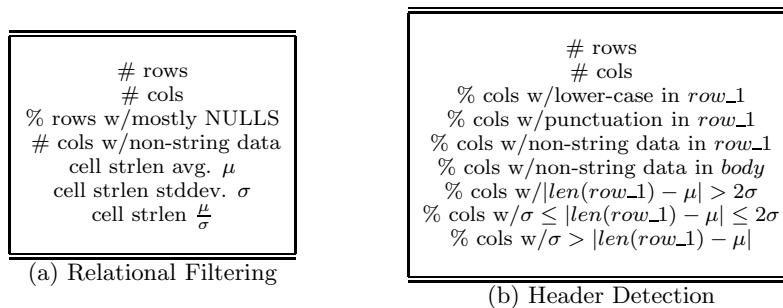 # rows
# cols
% rows w/mostly NULLS
# cols w/non-string data
cell strlen avg. μ
cell strlen stddev. σ
cell strlen μ/σ
(a) Relational Filtering
# rows
# cols
% cols w/lower-case in row_1
% cols w/punctuation in row_1
% cols w/non-string data in row_1
% cols w/non-string data in body
% cols w/|len(row_1) − μ| > 2σ
% cols w/σ ≤ |len(row_1) − μ| ≤ 2σ
% cols w/σ > |len(row_1) − μ|
(b) Header Detection